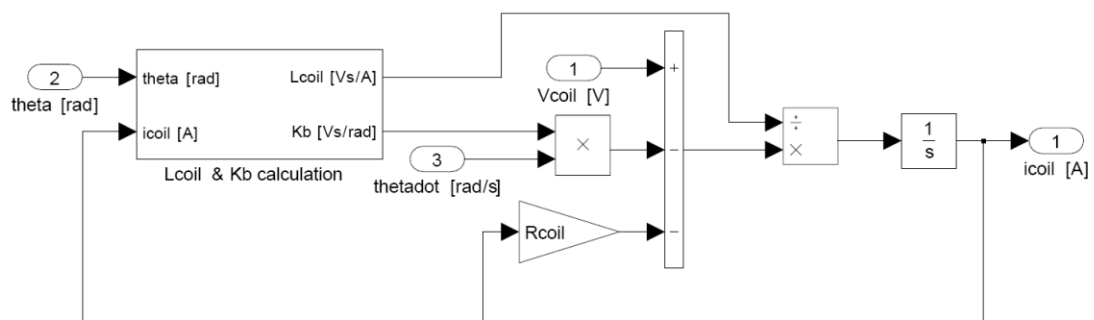 2
theta [rad]
theta [rad]
icoil [A]
Lcoil [Vs/A]
Kb [Vs/rad]
Lcoil & Kb calculation
1
Vcoil [V]
3
thetadot [rad/s]
×
Rcoil
+
−
−
÷
×
1
s
1
icoil [A]